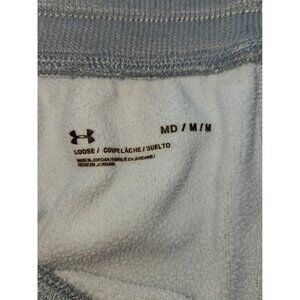 MD / M / M
LOOSE / COUPE LÂCHE / SUELTO
MADE IN JORDAN / FABRIQUÉ EN JORDANIE /
HECHO EN JORDANIA